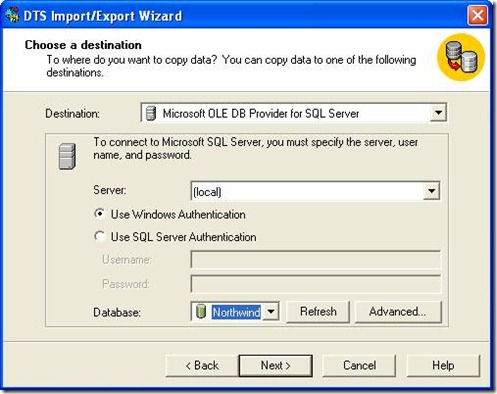 DTS Import/Export Wizard
Choose a destination
To where do you want to copy data? You can copy data to one of the following
destinations.
Destination: Microsoft OLE DB Provider for SQL Server
To connect to Microsoft SQL Server, you must specify the server, user
name, and password.
Server: (local)
Use Windows Authentication
Use SQL Server Authentication
Username:
Password:
Database: Northwind Refresh Advanced...
< Back Next > Cancel Help